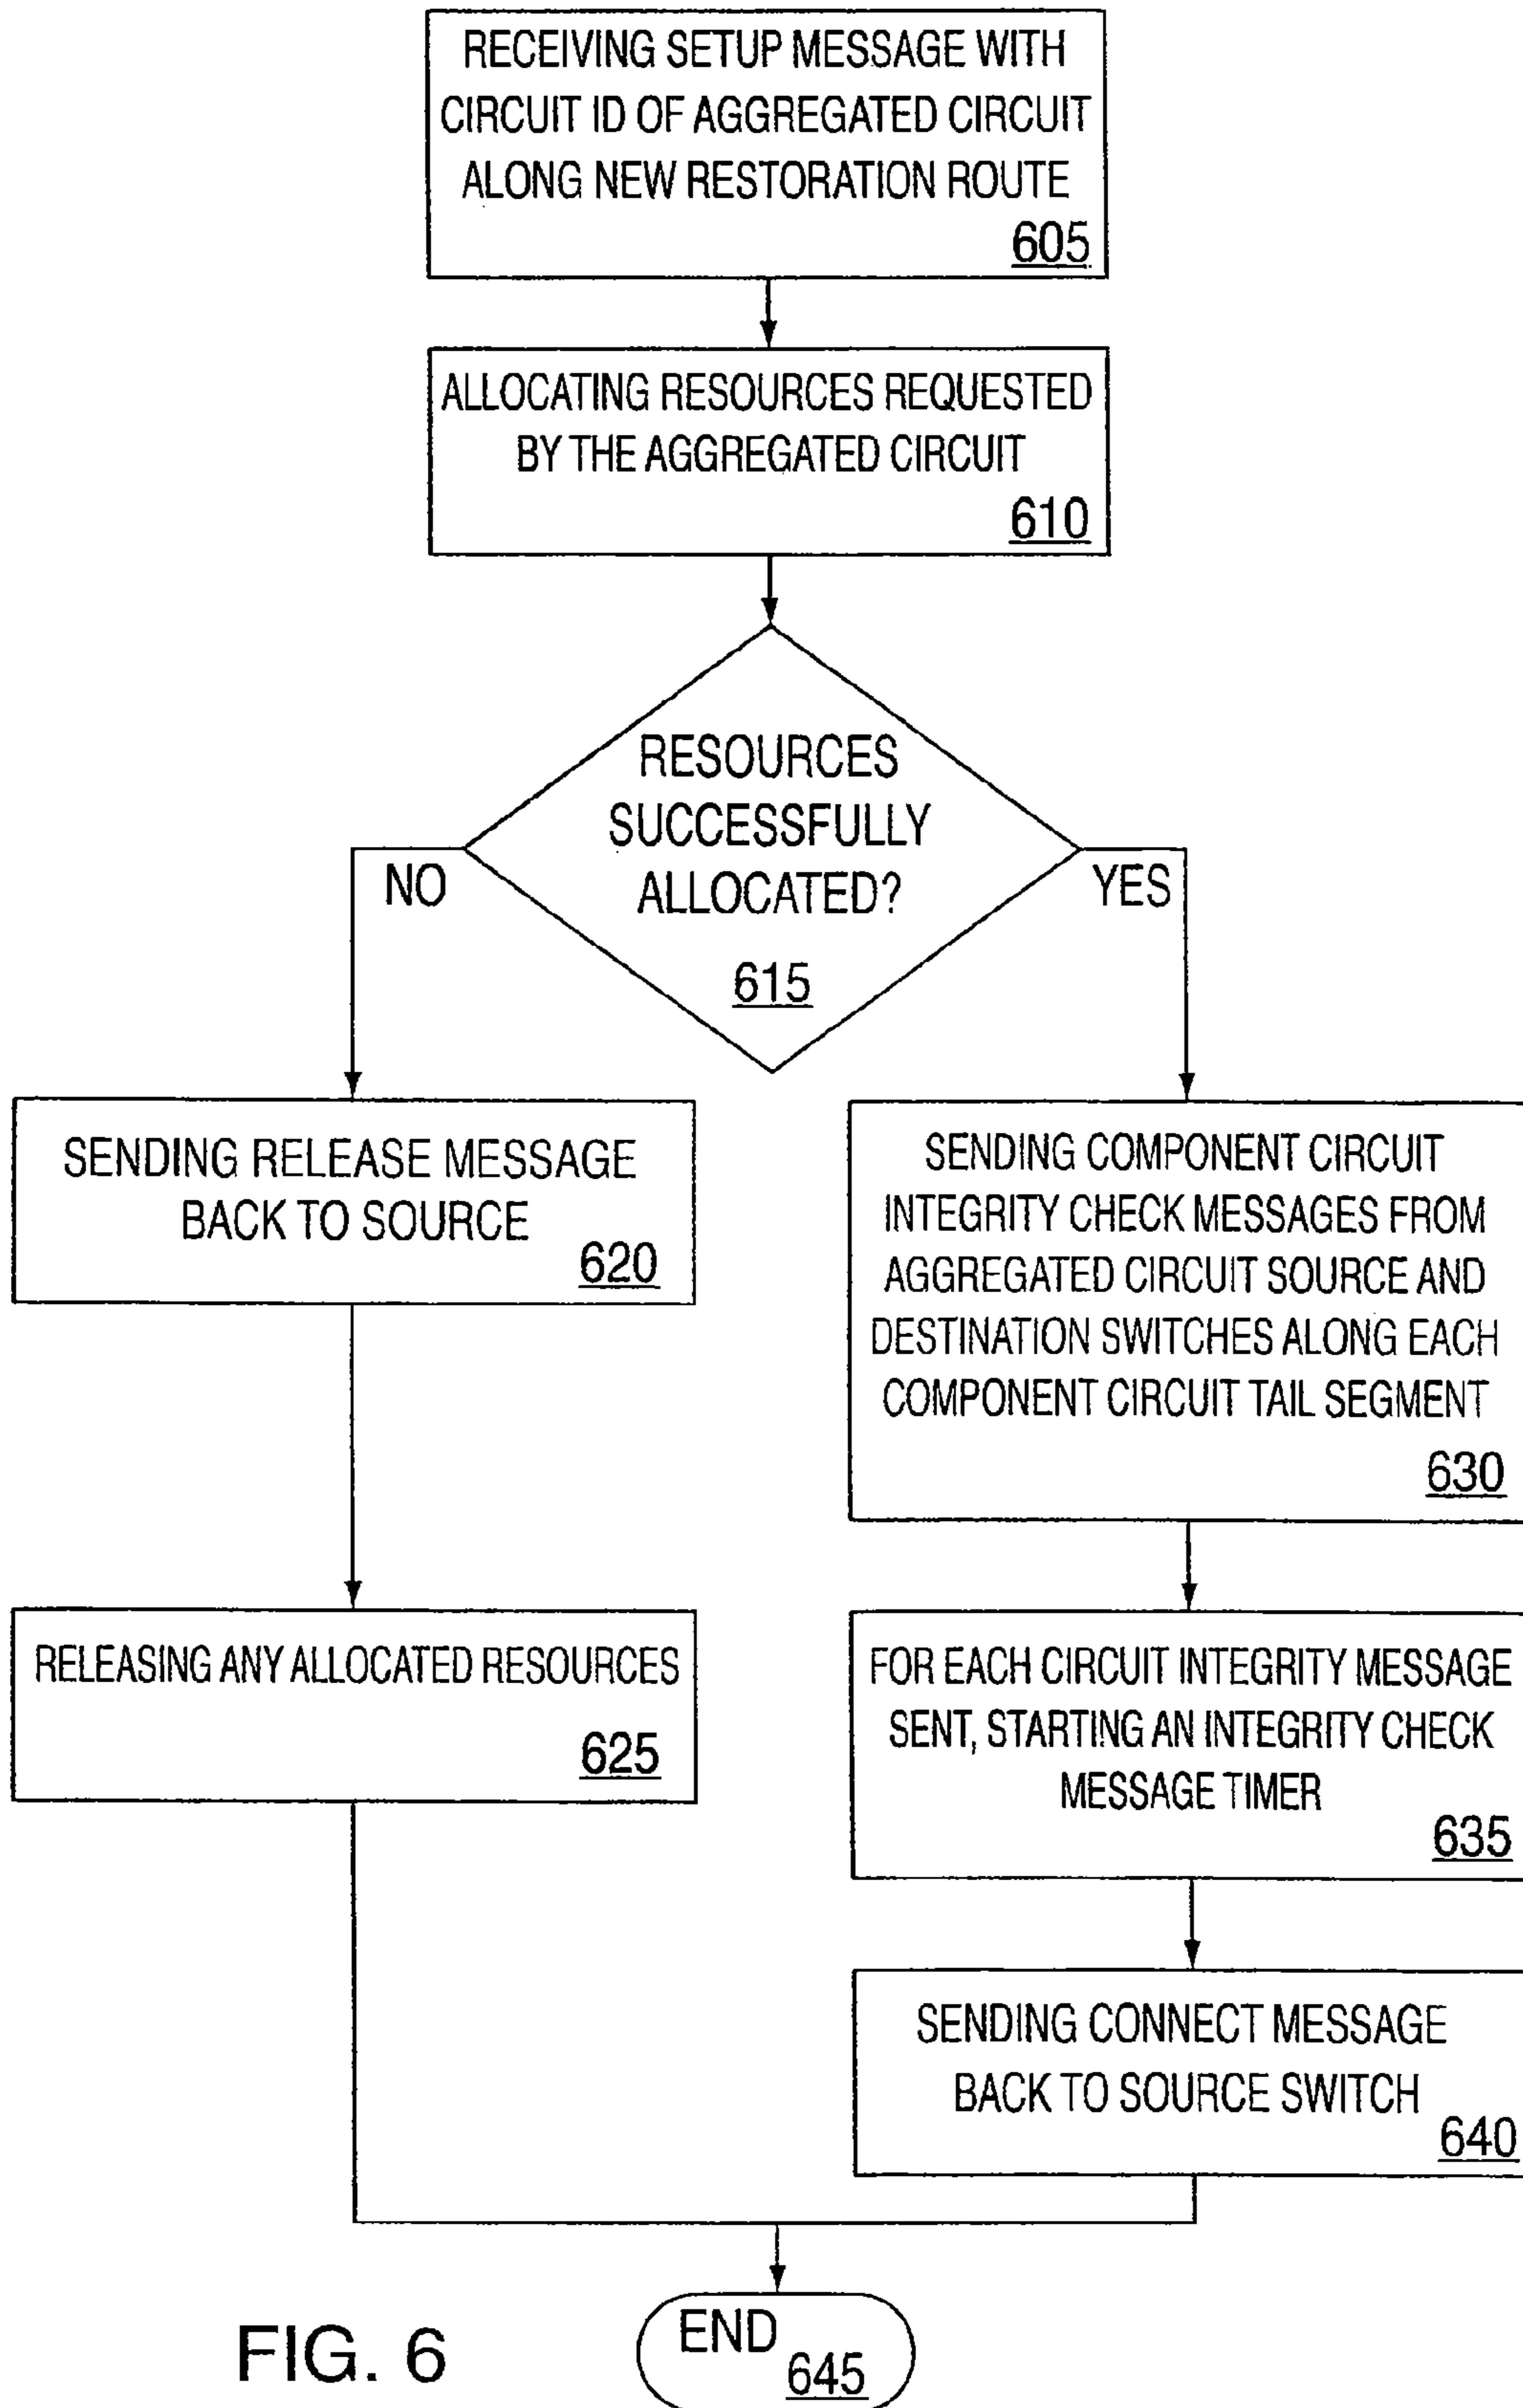 RECEIVING SETUP MESSAGE WITH
CIRCUIT ID OF AGGREGATED CIRCUIT
ALONG NEW RESTORATION ROUTE
605
ALLOCATING RESOURCES REQUESTED
BY THE AGGREGATED CIRCUIT
610
RESOURCES
SUCCESSFULLY
ALLOCATED?
615
NO
YES
SENDING RELEASE MESSAGE
BACK TO SOURCE
620
RELEASING ANY ALLOCATED RESOURCES
625
SENDING COMPONENT CIRCUIT
INTEGRITY CHECK MESSAGES FROM
AGGREGATED CIRCUIT SOURCE AND
DESTINATION SWITCHES ALONG EACH
COMPONENT CIRCUIT TAIL SEGMENT
630
FOR EACH CIRCUIT INTEGRITY MESSAGE
SENT, STARTING AN INTEGRITY CHECK
MESSAGE TIMER
635
SENDING CONNECT MESSAGE
BACK TO SOURCE SWITCH
640
END
645
FIG. 6